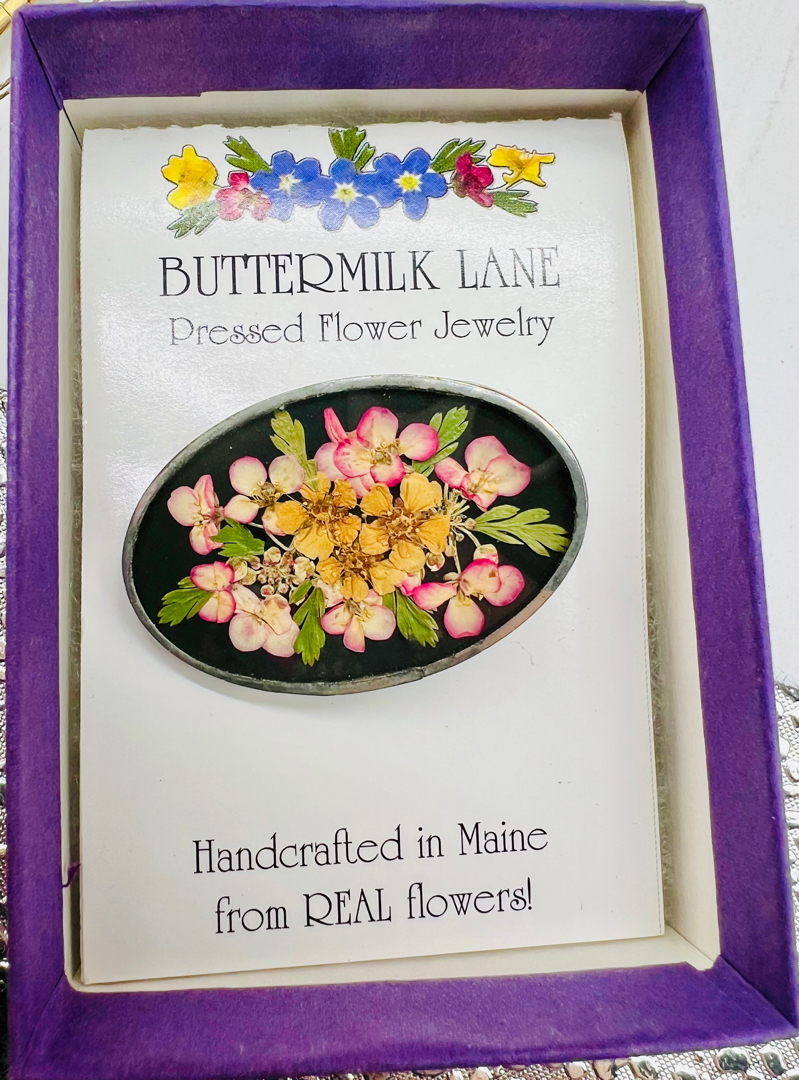 BUTTERMILK LANE
Pressed Flower Jewelry
Handcrafted in Maine
from REAL flowers!